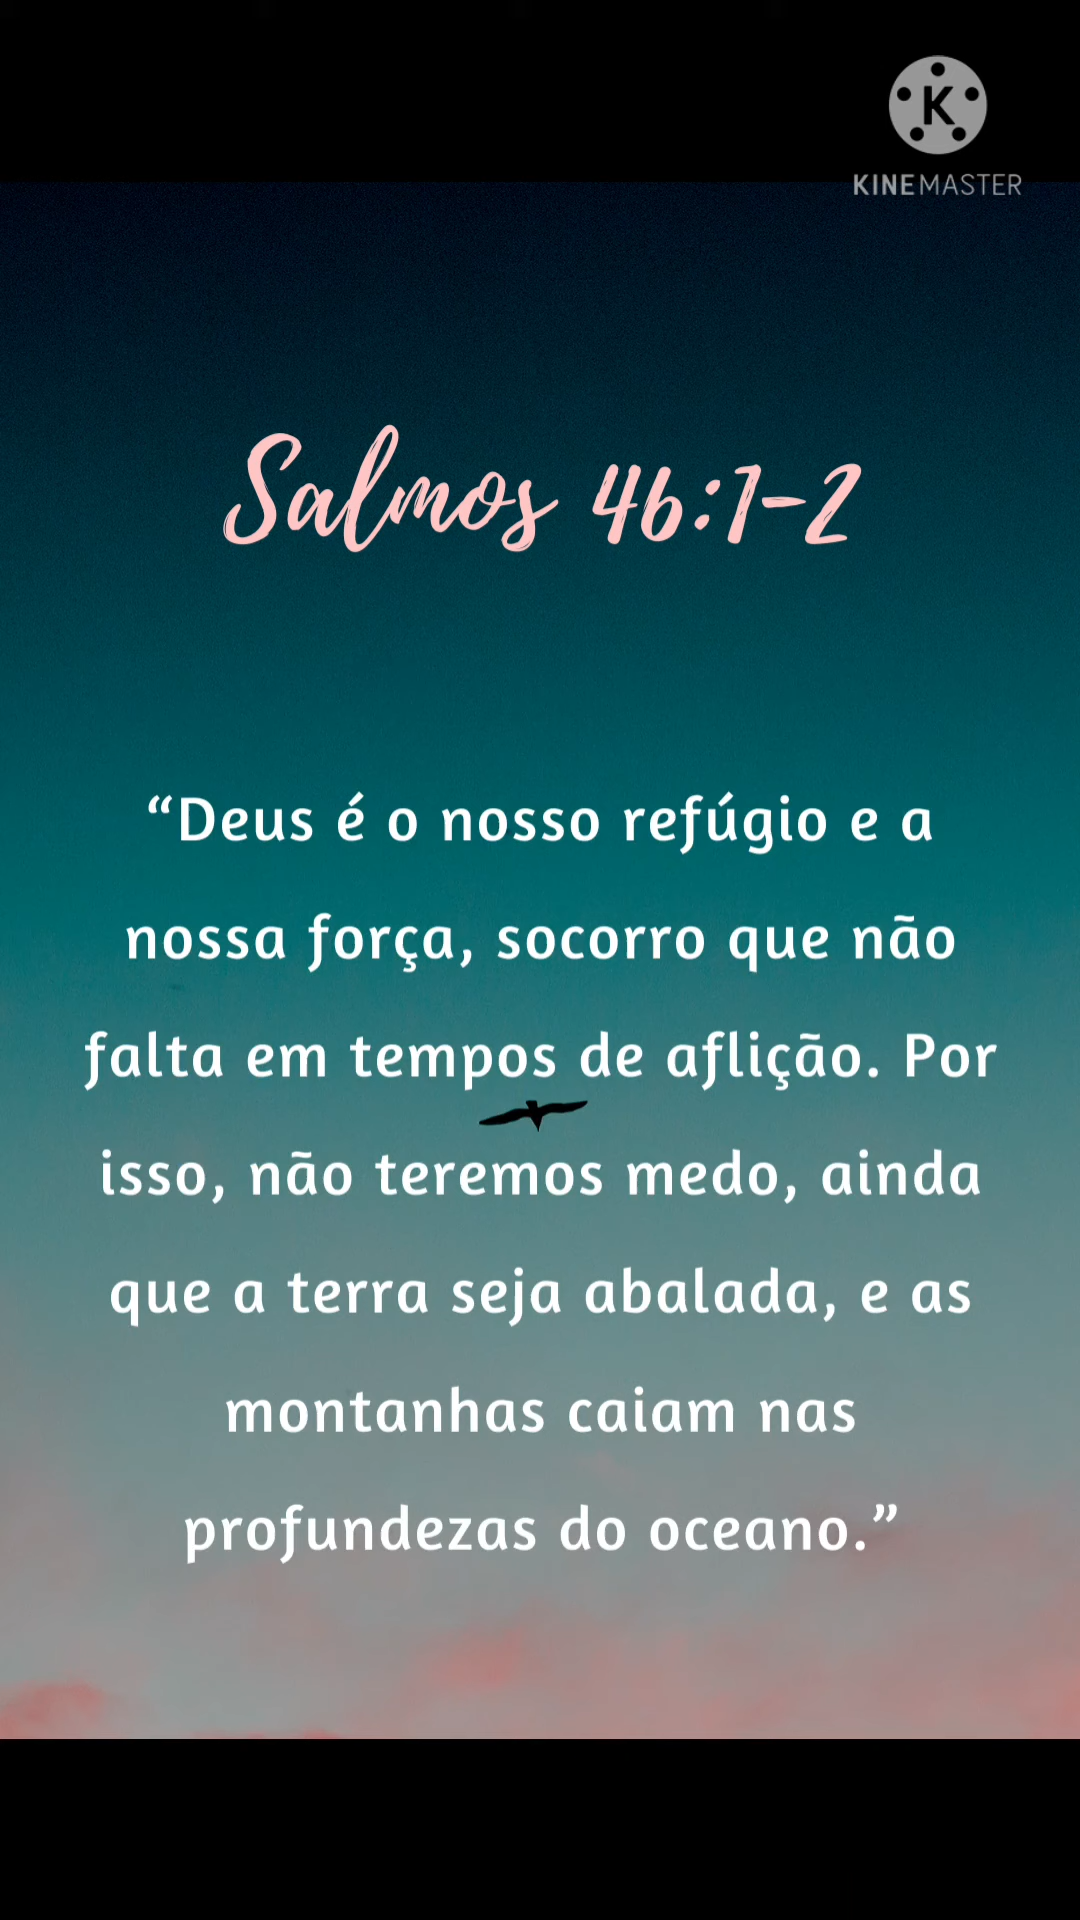 K
KINEMASTER
Salmos 46:1-2
“Deus é o nosso refúgio e a
nossa força, socorro que não
falta em tempos de aflição. Por
isso, não teremos medo, ainda
que a terra seja abalada, e as
montanhas caiam nas
profundezas do oceano.”